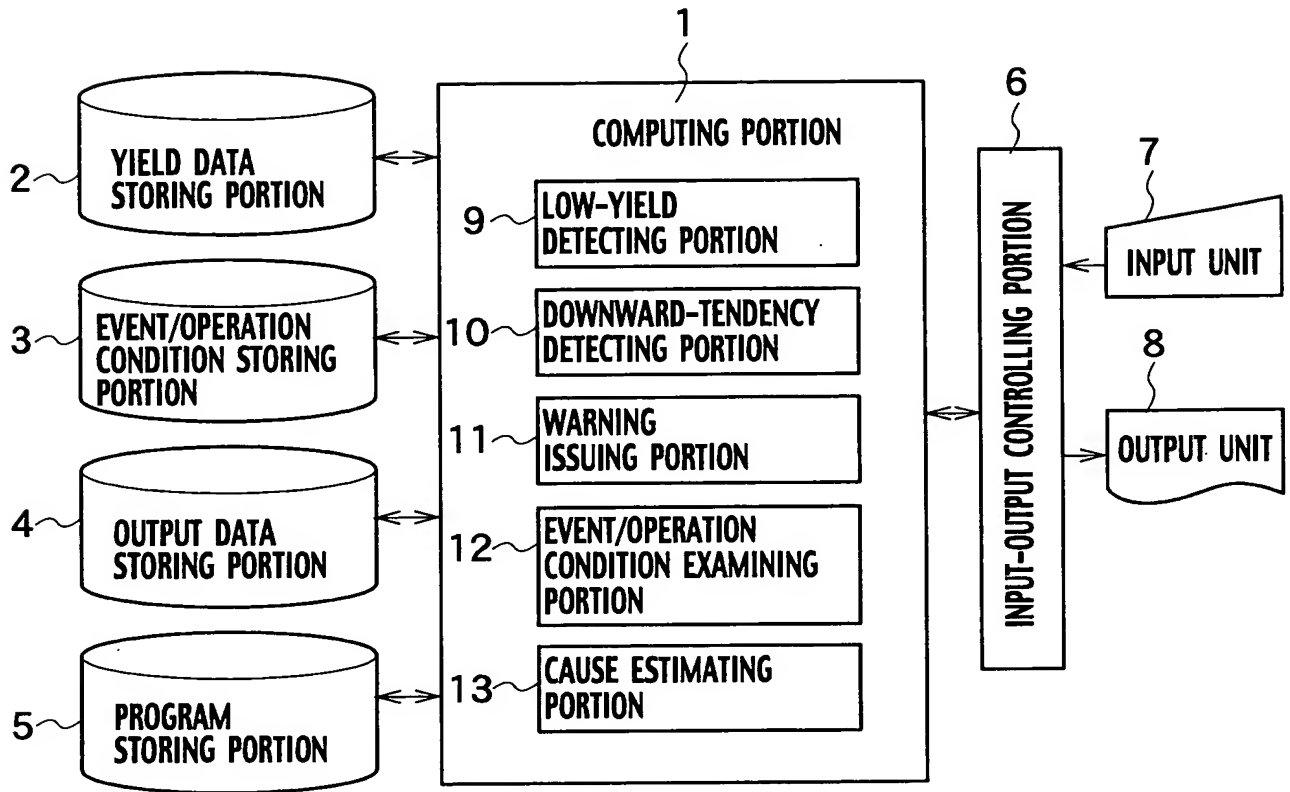 1
COMPUTING PORTION
2
YIELD DATA
STORING PORTION
3
EVENT/OPERATION
CONDITION STORING
PORTION
4
OUTPUT DATA
STORING PORTION
5
PROGRAM
STORING PORTION
9
LOW-YIELD
DETECTING PORTION
10
DOWNWARD-TENDENCY
DETECTING PORTION
11
WARNING
ISSUING PORTION
12
EVENT/OPERATION
CONDITION EXAMINING
PORTION
13
CAUSE ESTIMATING
PORTION
6
INPUT-OUTPUT CONTROLLING PORTION
7
INPUT UNIT
8
OUTPUT UNIT